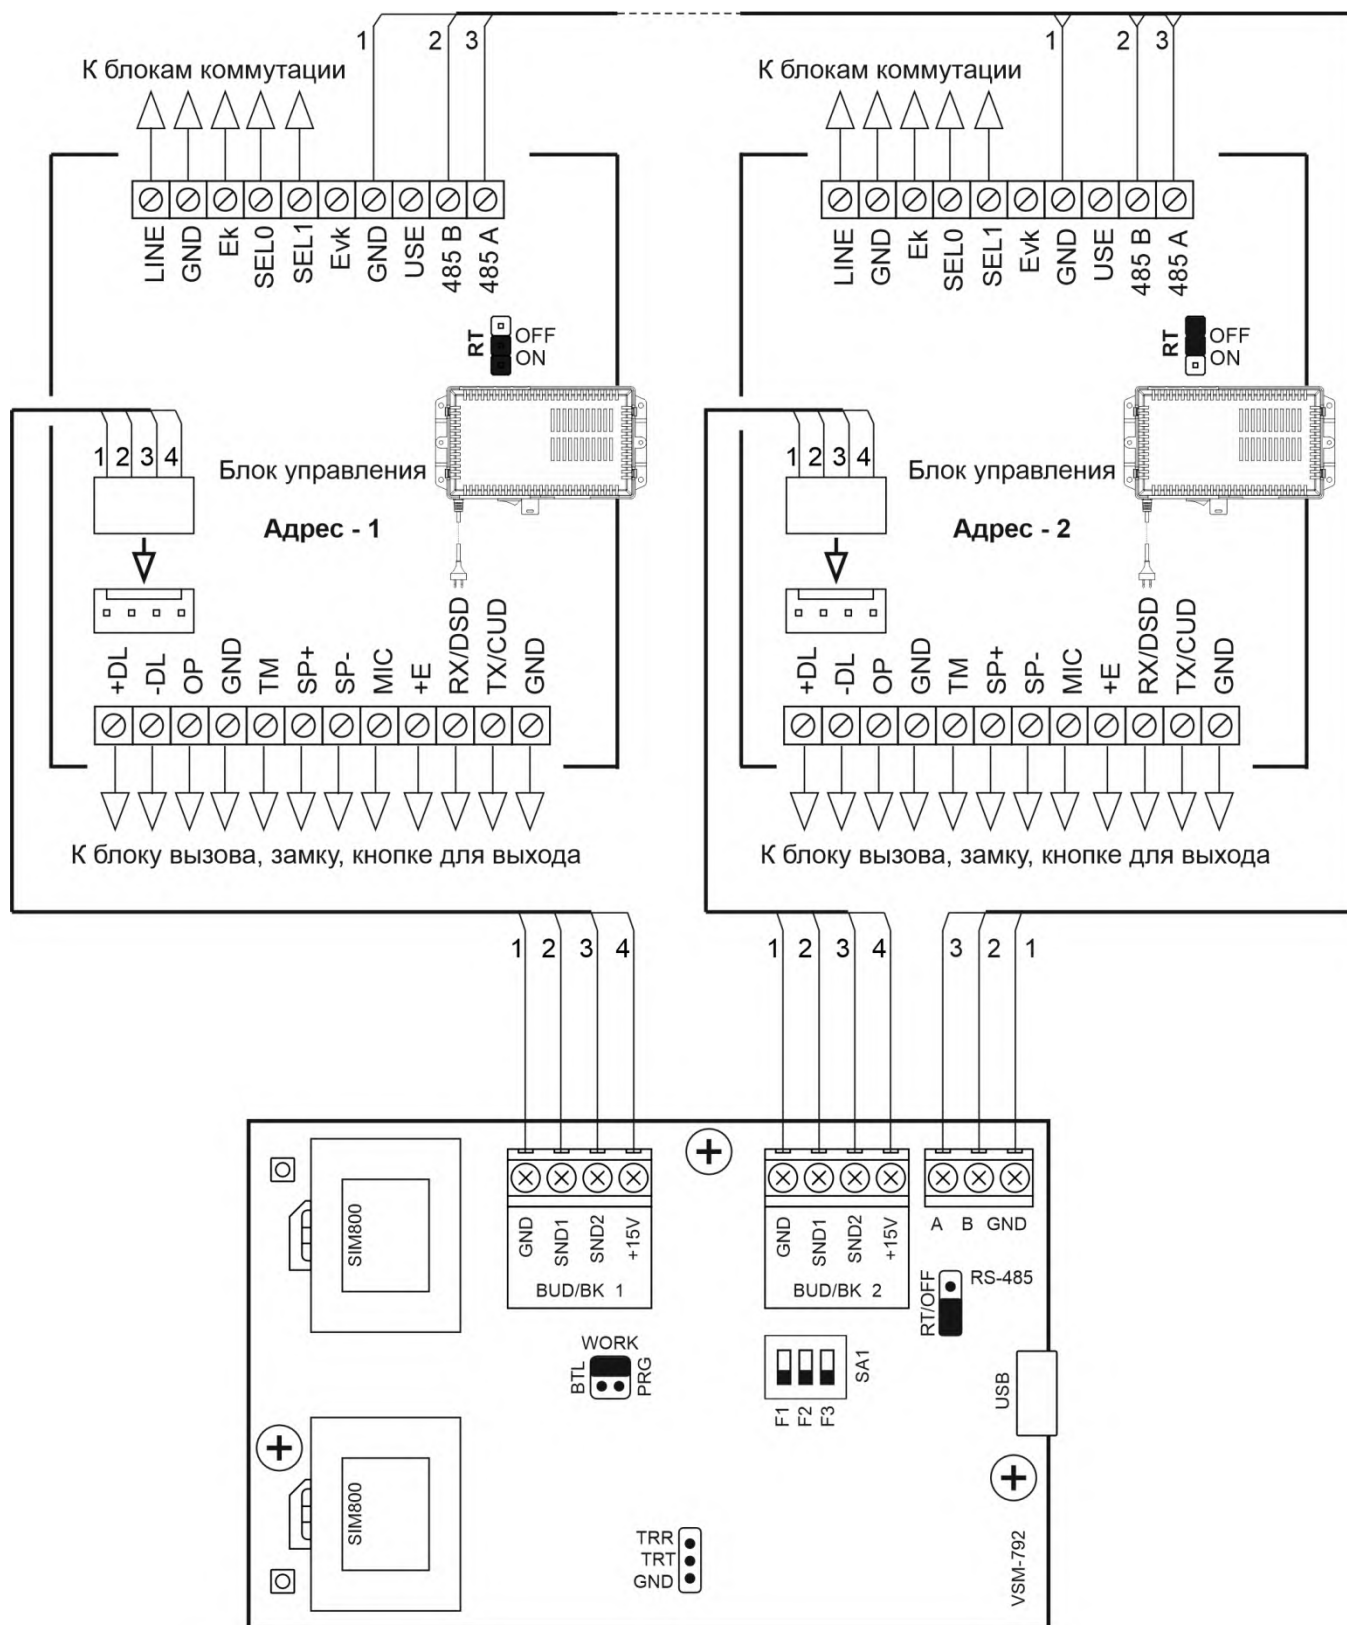 1 2 3 1 2 3
К блокам коммутации К блокам коммутации
LINE GND Ek SEL0 SEL1 Evk GND USE 485 B 485 A
LINE GND Ek SEL0 SEL1 Evk GND USE 485 B 485 A
RT OFF
ON
RT OFF
ON
1 2 3 4
1 2 3 4
Блок управления
Адрес - 1
Блок управления
Адрес - 2
+DL -DL OP GND TM SP+ SP- MIC +E RX/DSD TX/CUD GND
+DL -DL OP GND TM SP+ SP- MIC +E RX/DSD TX/CUD GND
К блоку вызова, замку, кнопке для выхода
К блоку вызова, замку, кнопке для выхода
1 2 3 4
1 2 3 4
3 2 1
SIM800
GND SND1 SND2 +15V
BUD/BK 1
GND SND1 SND2 +15V
BUD/BK 2
A B GND
RS-485
RT/OFF
WORK
BTL PRG
SA1
F1 F2 F3
USB
SIM800
TRR
TRT
GND
VSM-792